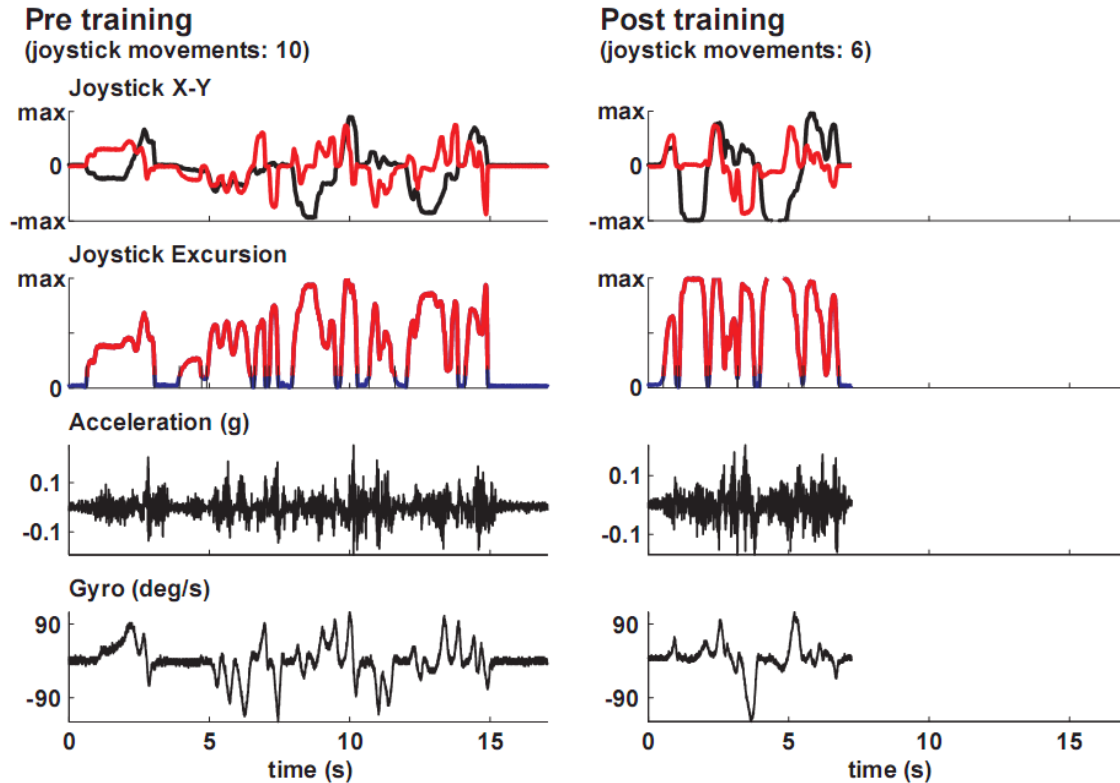 Pre training
(joystick movements: 10)
Joystick X-Y
max
0
-max
Joystick Excursion
max
0
Acceleration (g)
0.1
-0.1
Gyro (deg/s)
90
-90
0 5 10 15
time (s)
Post training
(joystick movements: 6)
max
0
-max
max
0
0.1
-0.1
90
-90
0 5 10 15
time (s)